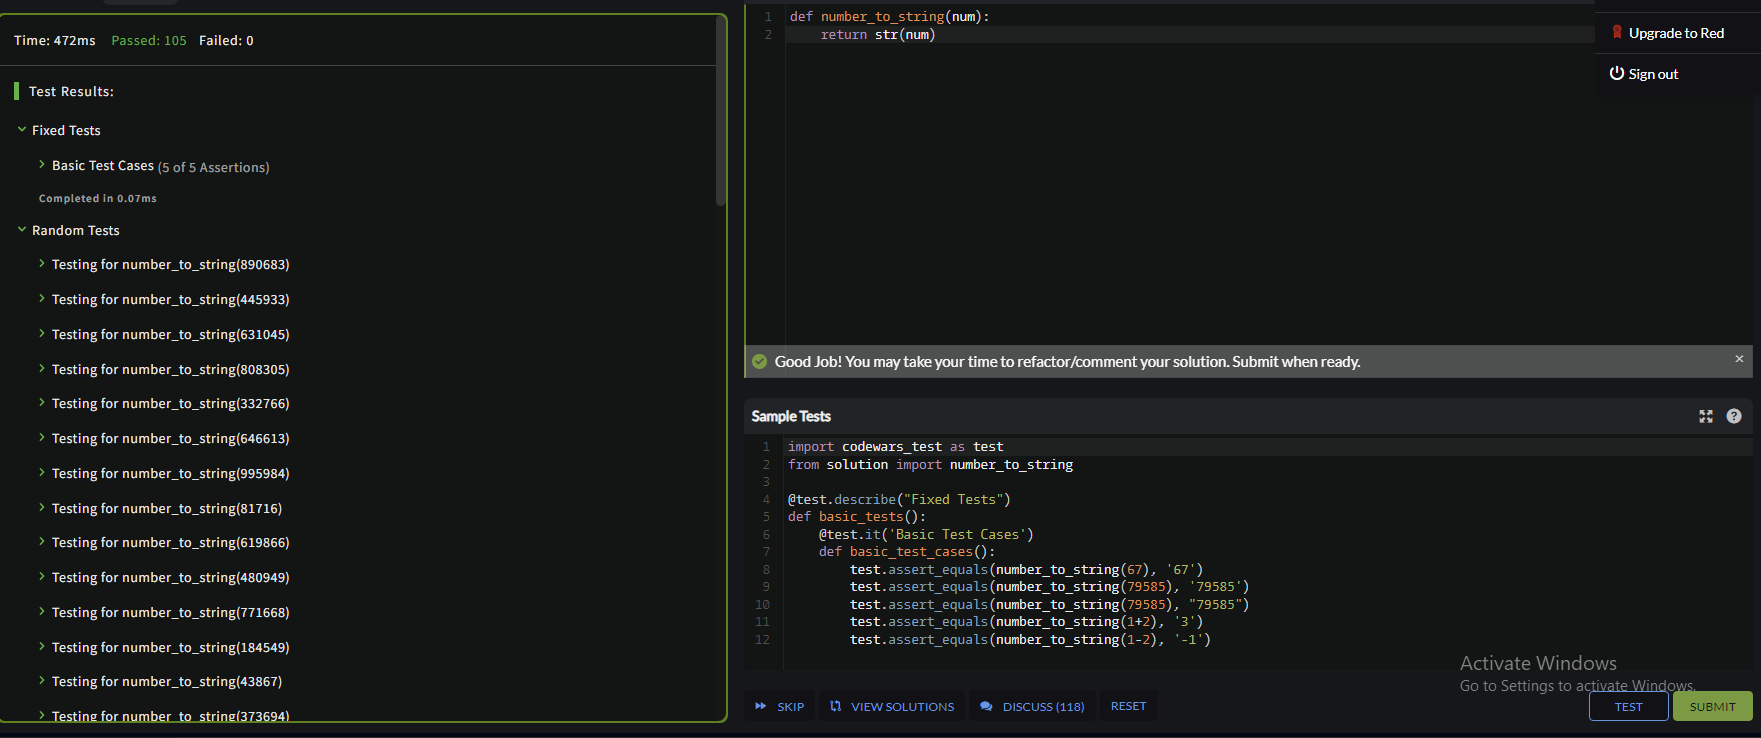 Time: 472ms Passed: 105 Failed: 0
Test Results:
Fixed Tests
Basic Test Cases (5 of 5 Assertions)
Completed in 0.07ms
Random Tests
Testing for number_to_string(890683)
Testing for number_to_string(445933)
Testing for number_to_string(631045)
Testing for number_to_string(808305)
Testing for number_to_string(332766)
Testing for number_to_string(646613)
Testing for number_to_string(995984)
Testing for number_to_string(81716)
Testing for number_to_string(619866)
Testing for number_to_string(480949)
Testing for number_to_string(771668)
Testing for number_to_string(184549)
Testing for number_to_string(43867)
Testing for number_to_string(373694)
1 def number_to_string(num):
2 return str(num)
Upgrade to Red
Sign out
Good Job! You may take your time to refactor/comment your solution. Submit when ready.
Sample Tests
1 import codewars_test as test
2 from solution import number_to_string
3
4 @test.describe("Fixed Tests")
5 def basic_tests():
6 @test.it('Basic Test Cases')
7 def basic_test_cases():
8 test.assert_equals(number_to_string(67), '67')
9 test.assert_equals(number_to_string(79585), '79585')
10 test.assert_equals(number_to_string(79585), "79585")
11 test.assert_equals(number_to_string(1+2), '3')
12 test.assert_equals(number_to_string(1-2), '-1')
Activate Windows
Go to Settings to activate Windows.
SKIP VIEW SOLUTIONS DISCUSS (118) RESET TEST SUBMIT